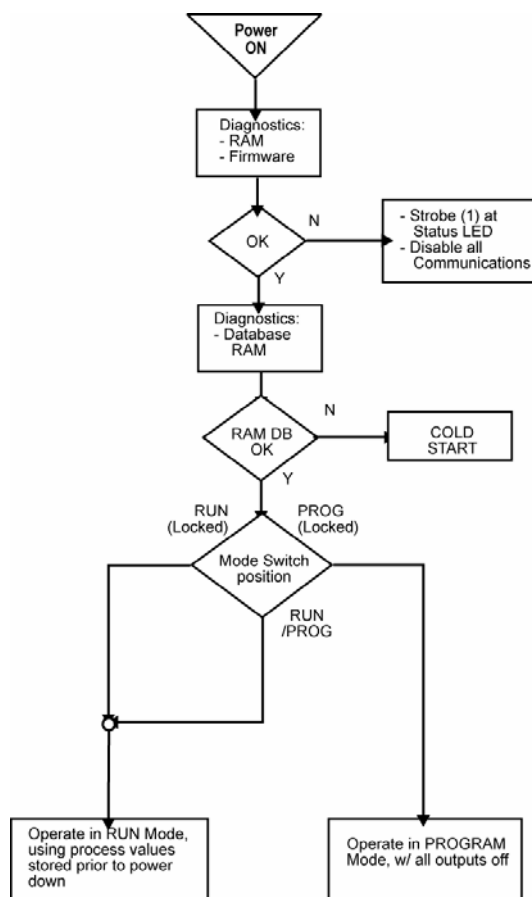 Power
ON
Diagnostics:
- RAM
- Firmware
OK
N
- Strobe (1) at
Status LED
- Disable all
Communications
Y
Diagnostics:
- Database
RAM
RAM DB
OK
N
COLD
START
Y
RUN
(Locked)
PROG
(Locked)
Mode Switch
position
RUN
/PROG
Operate in RUN Mode,
using process values
stored prior to power
down
Operate in PROGRAM
Mode, w/ all outputs off